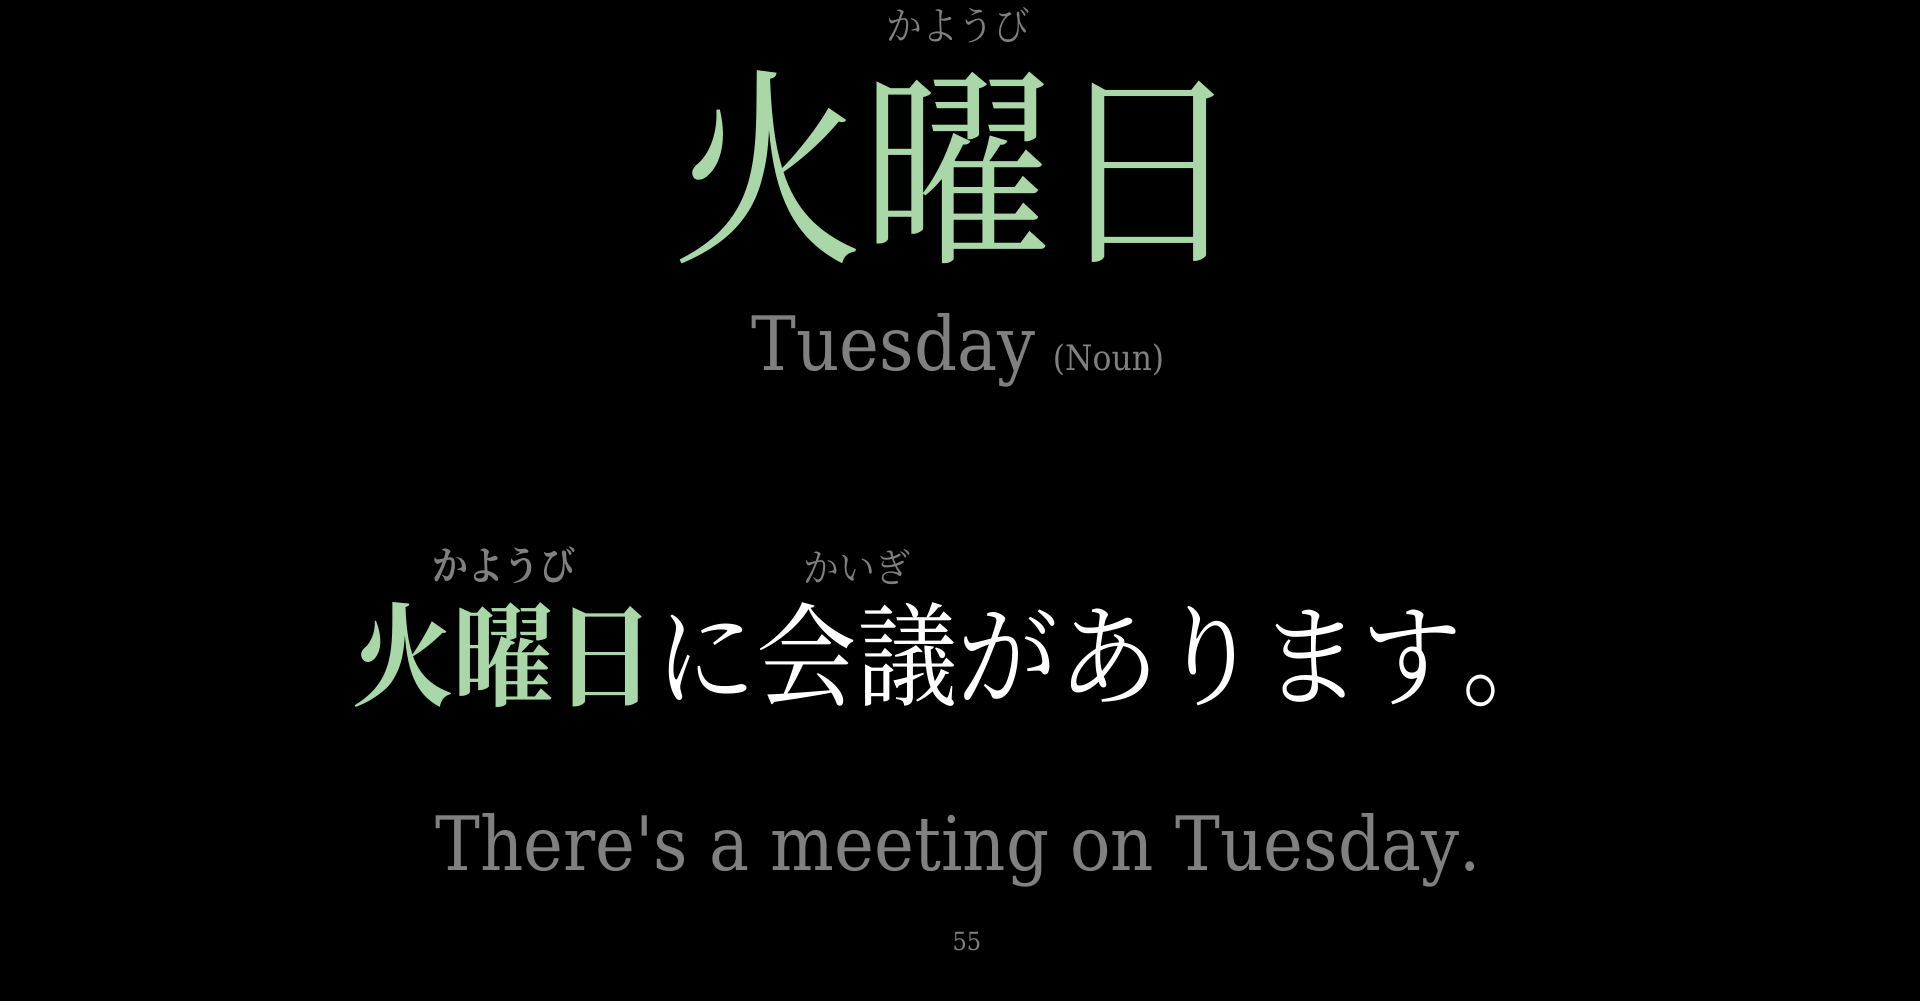 かようび
火曜日
Tuesday (Noun)
かようび かいぎ
火曜日に会議があります。
There's a meeting on Tuesday.
55